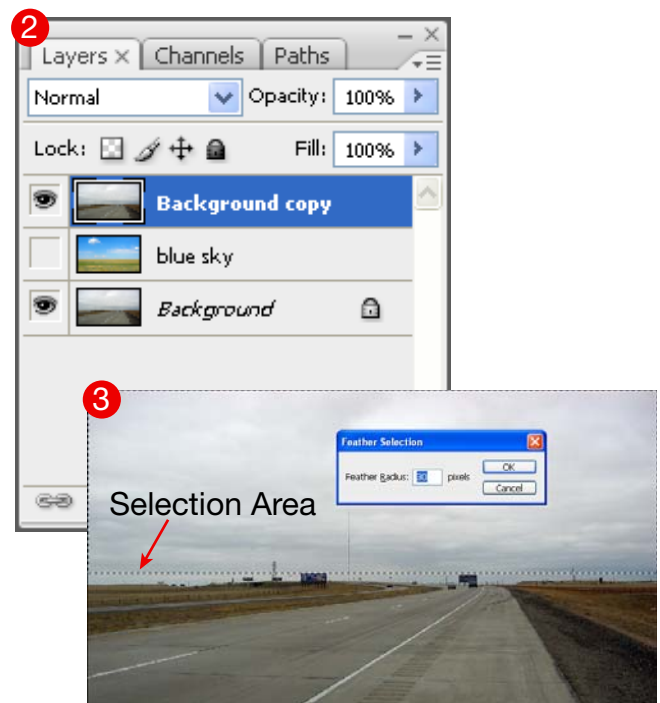 2
Layers × Channels Paths
Normal Opacity: 100%
Lock: Fill: 100%
Background copy
blue sky
Background
3
Feather Selection
Feather Radius: 30 pixels
OK
Cancel
Selection Area